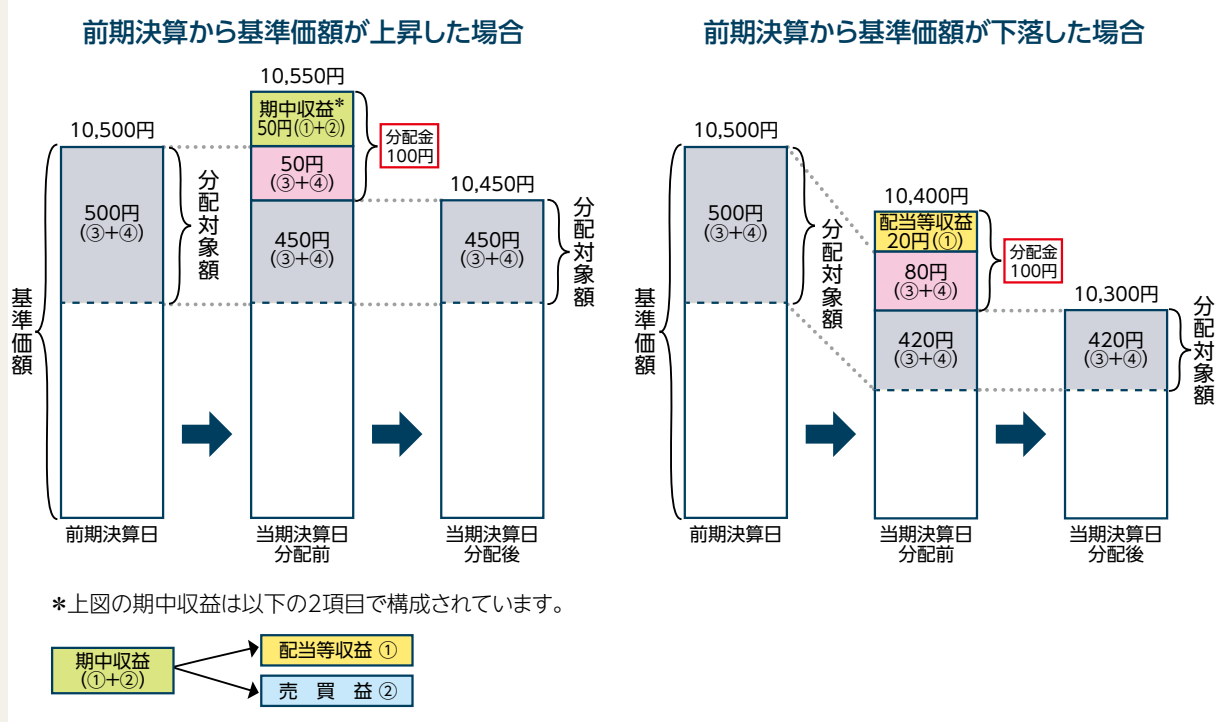 前期決算から基準価額が上昇した場合
10,500円
500円
(③+④)
分配対象額
基準価額
10,550円
期中収益*
50円(①+②)
50円
(③+④)
450円
(③+④)
分配金
100円
10,450円
450円
(③+④)
分配対象額
前期決算日
当期決算日
分配前
当期決算日
分配後
前期決算から基準価額が下落した場合
10,500円
500円
(③+④)
分配対象額
基準価額
10,400円
配当等収益
20円(①)
80円
(③+④)
420円
(③+④)
分配金
100円
10,300円
420円
(③+④)
分配対象額
前期決算日
当期決算日
分配前
当期決算日
分配後
*上図の期中収益は以下の2項目で構成されています。
期中収益
(①+②)
配当等収益 ①
売 買 益 ②